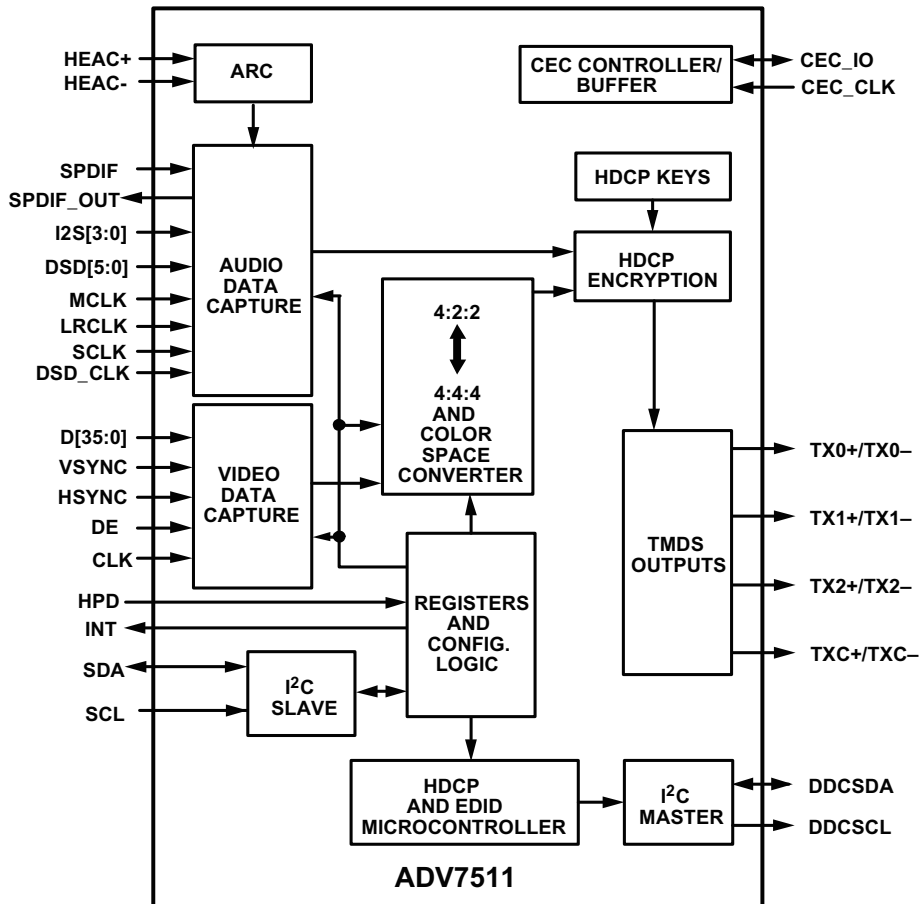 HEAC+
HEAC-
ARC
CEC CONTROLLER/
BUFFER
CEC_IO
CEC_CLK
SPDIF
SPDIF_OUT
I2S[3:0]
DSD[5:0]
MCLK
LRCLK
SCLK
DSD_CLK
AUDIO
DATA
CAPTURE
HDCP KEYS
HDCP
ENCRYPTION
4:2:2
4:4:4
AND
COLOR
SPACE
CONVERTER
D[35:0]
VSYNC
HSYNC
DE
CLK
VIDEO
DATA
CAPTURE
TMDS
OUTPUTS
TX0+/TX0–
TX1+/TX1–
TX2+/TX2–
TXC+/TXC–
HPD
INT
SDA
SCL
REGISTERS
AND
CONFIG.
LOGIC
I²C
SLAVE
HDCP
AND EDID
MICROCONTROLLER
I²C
MASTER
DDCSDA
DDCSCL
ADV7511